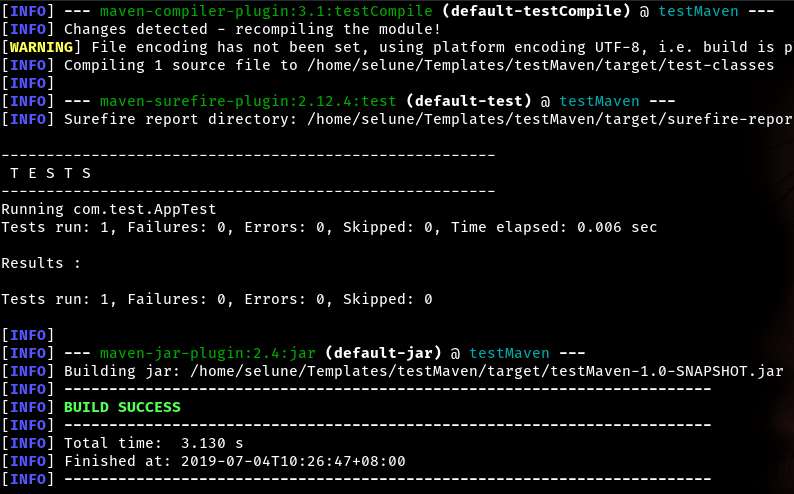 [INFO] --- maven-compiler-plugin:3.1:testCompile (default-testCompile) @ testMaven ---
[INFO] Changes detected - recompiling the module!
[WARNING] File encoding has not been set, using platform encoding UTF-8, i.e. build is p
[INFO] Compiling 1 source file to /home/selune/Templates/testMaven/target/test-classes
[INFO]
[INFO] --- maven-surefire-plugin:2.12.4:test (default-test) @ testMaven ---
[INFO] Surefire report directory: /home/selune/Templates/testMaven/target/surefire-repor
-------------------------------------------------------
T E S T S
-------------------------------------------------------
Running com.test.AppTest
Tests run: 1, Failures: 0, Errors: 0, Skipped: 0, Time elapsed: 0.006 sec
Results :
Tests run: 1, Failures: 0, Errors: 0, Skipped: 0
[INFO]
[INFO] --- maven-jar-plugin:2.4:jar (default-jar) @ testMaven ---
[INFO] Building jar: /home/selune/Templates/testMaven/target/testMaven-1.0-SNAPSHOT.jar
[INFO] ------------------------------------------------------------------------
[INFO] BUILD SUCCESS
[INFO] ------------------------------------------------------------------------
[INFO] Total time:  3.130 s
[INFO] Finished at: 2019-07-04T10:26:47+08:00
[INFO] ------------------------------------------------------------------------